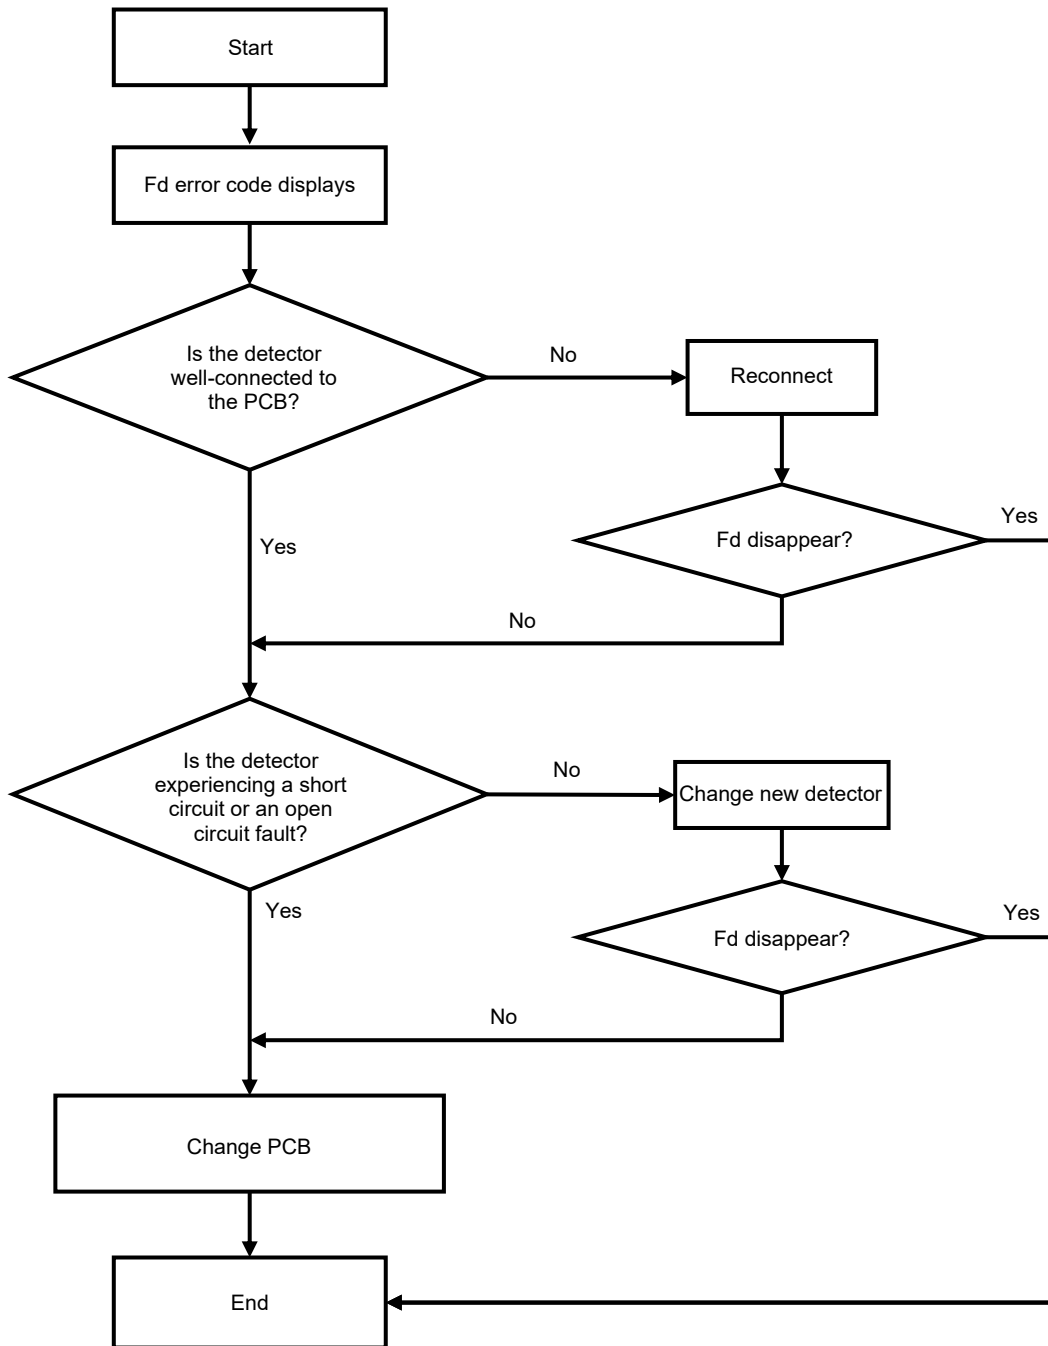 Start
Fd error code displays
Is the detector
well-connected to
the PCB?
No
Reconnect
Yes
Fd disappear?
Yes
No
Is the detector
experiencing a short
circuit or an open
circuit fault?
No
Change new detector
Yes
Fd disappear?
Yes
No
Change PCB
End